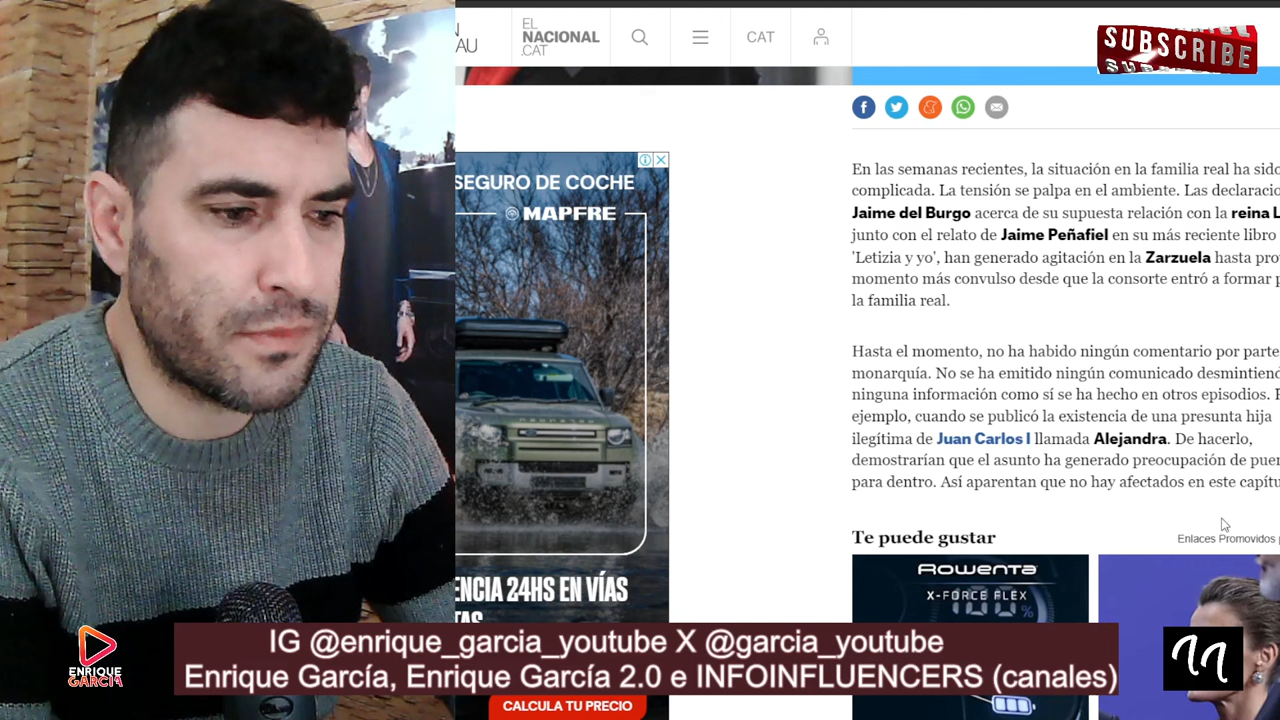 EL
NACIONAL
.CAT
CAT
SUBSCRIBE
SEGURO DE COCHE
MAPFRE
24HS EN VÍAS
CALCULA TU PRECIO
En las semanas recientes, la situación en la familia real ha sido
complicada. La tensión se palpa en el ambiente. Las
Jaime del Burgo acerca de su supuesta relación con la reina
junto con el relato de Jaime Peñafiel en su más reciente libro
'Letizia y yo', han generado agitación en la Zarzuela hasta
momento más convulso desde que la consorte entró a formar
la familia real.
Hasta el momento, no ha habido ningún comentario por parte
monarquía. No se ha emitido ningún comunicado
ninguna información como sí se ha hecho en otros episodios.
ejemplo, cuando se publicó la existencia de una presunta hija
ilegítima de Juan Carlos I llamada Alejandra. De hacerlo,
demostrarían que el asunto ha generado preocupación de
para dentro. Así aparentan que no hay afectados en este
Te puede gustar
Enlaces Promovidos
ROWENTA
X-FORCE FLEX
100%
IG @enrique_garcia_youtube X @garcia_youtube
Enrique García, Enrique García 2.0 e INFOINFLUENCERS (canales)
ENRIQUE
GARCÍA